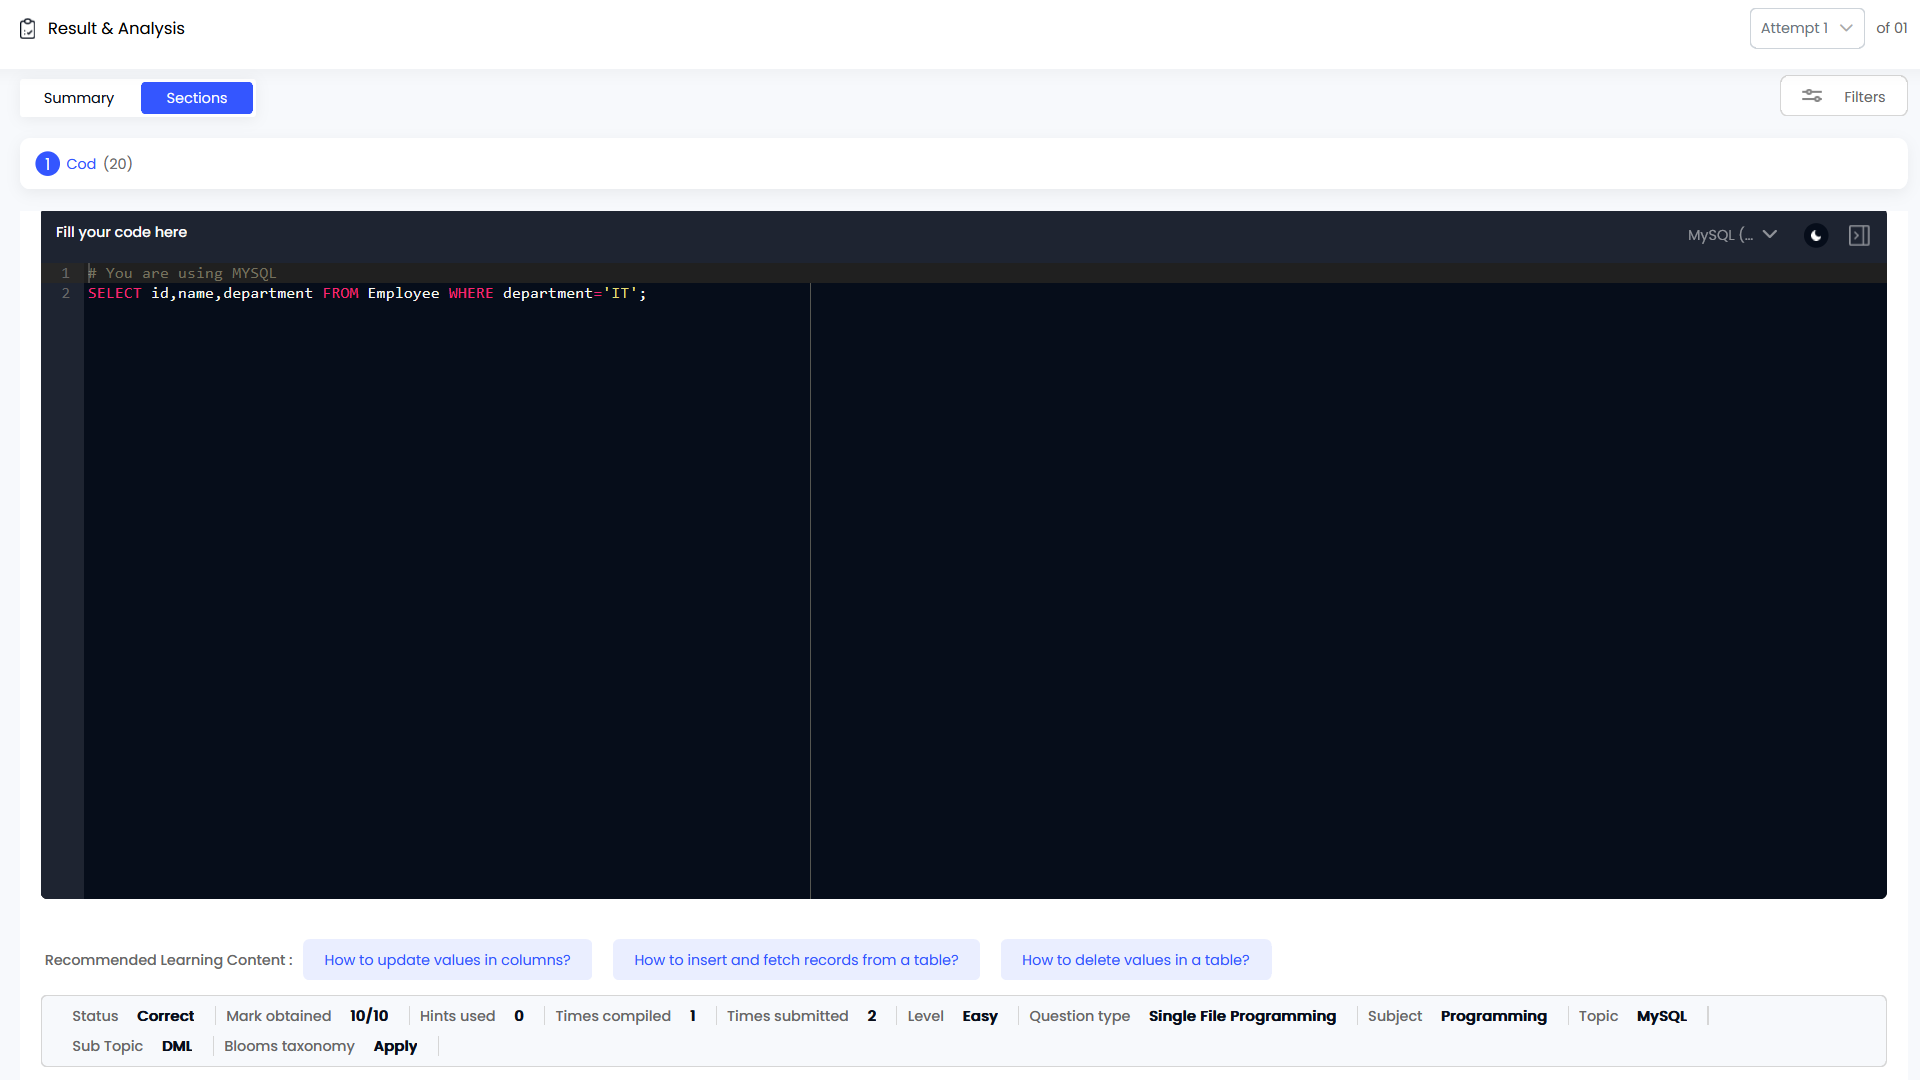 Result & Analysis
Attempt 1 of 01
Summary Sections Filters
1 Cod (20)
Fill your code here MySQL (...
1 # You are using MYSQL
2 SELECT id,name,department FROM Employee WHERE department='IT';
Recommended Learning Content : How to update values in columns? How to insert and fetch records from a table? How to delete values in a table?
Status Correct Mark obtained 10/10 Hints used 0 Times compiled 1 Times submitted 2 Level Easy Question type Single File Programming Subject Programming Topic MySQL
Sub Topic DML Blooms taxonomy Apply